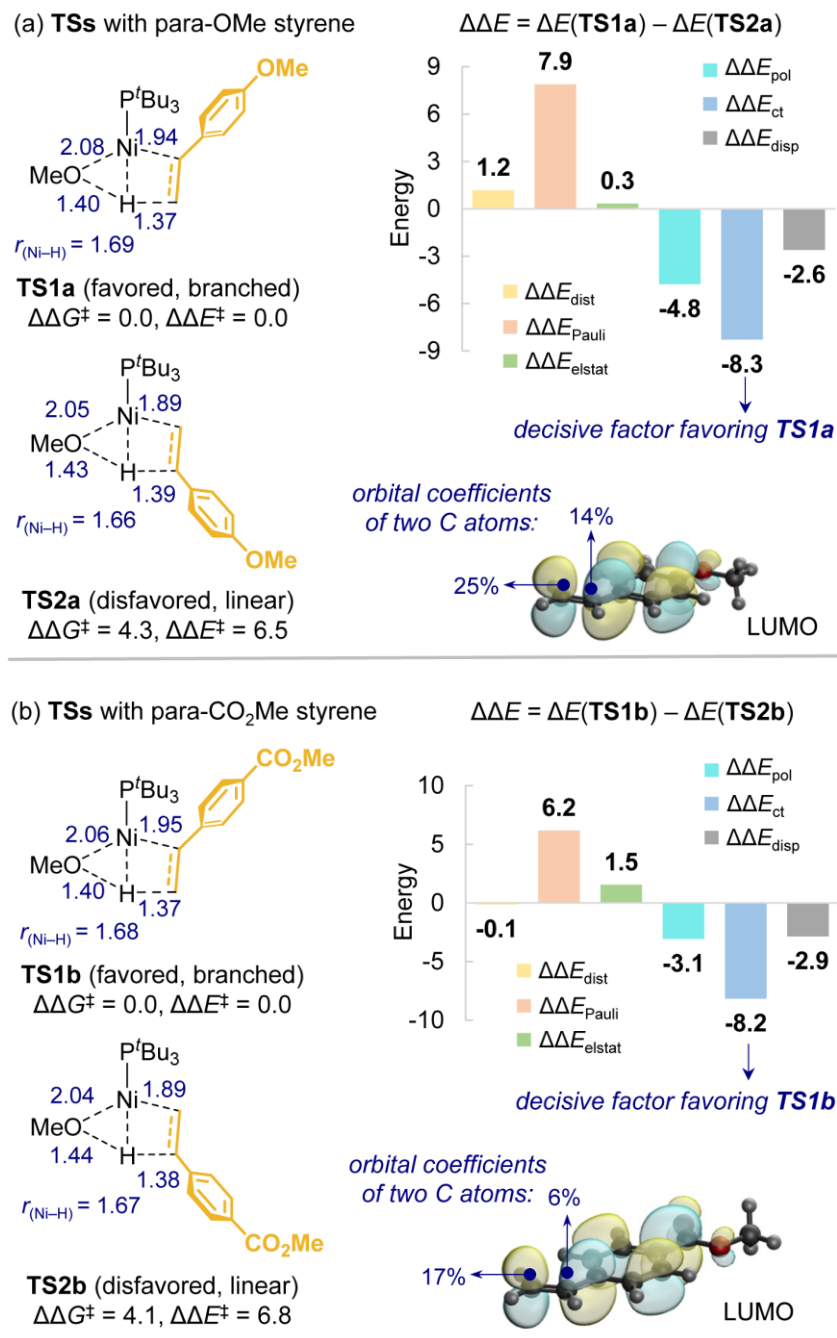 (a) TSs with para-OMe styrene
OMe
PᵗBu₃
2.08
Ni
1.94
MeO
1.40
H
1.37
r(Ni–H) = 1.69
TS1a (favored, branched)
ΔΔG‡ = 0.0, ΔΔE‡ = 0.0
PᵗBu₃
2.05
Ni
1.89
MeO
1.43
H
1.39
r(Ni–H) = 1.66
OMe
TS2a (disfavored, linear)
ΔΔG‡ = 4.3, ΔΔE‡ = 6.5
ΔΔE = ΔE(TS1a) – ΔE(TS2a)
Energy
9
6
3
0
-3
-6
-9
1.2
7.9
0.3
-4.8
-8.3
-2.6
ΔΔEpol
ΔΔEct
ΔΔEdisp
ΔΔEdist
ΔΔEPauli
ΔΔEelstat
decisive factor favoring TS1a
orbital coefficients
of two C atoms:
14%
25%
LUMO
(b) TSs with para-CO₂Me styrene
CO₂Me
PᵗBu₃
2.06
Ni
1.95
MeO
1.40
H
1.37
r(Ni–H) = 1.68
TS1b (favored, branched)
ΔΔG‡ = 0.0, ΔΔE‡ = 0.0
PᵗBu₃
2.04
Ni
1.89
MeO
1.44
H
1.38
r(Ni–H) = 1.67
CO₂Me
TS2b (disfavored, linear)
ΔΔG‡ = 4.1, ΔΔE‡ = 6.8
ΔΔE = ΔE(TS1b) – ΔE(TS2b)
Energy
10
5
0
-5
-10
-0.1
6.2
1.5
-3.1
-8.2
-2.9
ΔΔEpol
ΔΔEct
ΔΔEdisp
ΔΔEdist
ΔΔEPauli
ΔΔEelstat
decisive factor favoring TS1b
orbital coefficients
of two C atoms:
6%
17%
LUMO